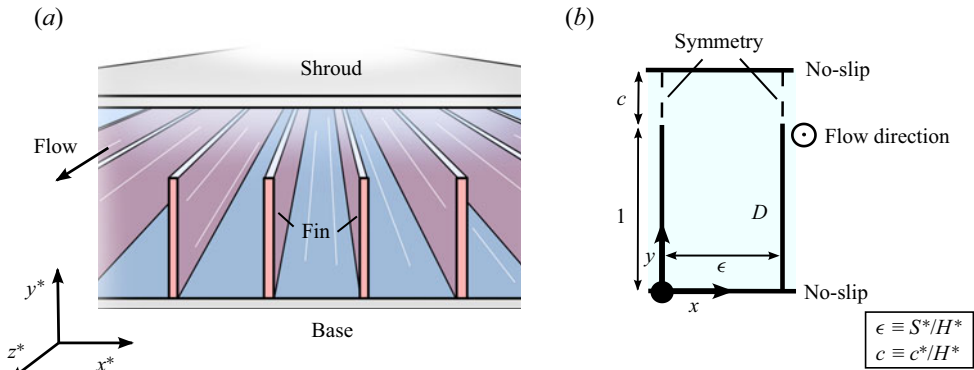 (a)
Shroud
Flow
Fin
Base
y*
z*
x*
(b)
Symmetry
No-slip
c
Flow direction
1
D
y
ϵ
x
No-slip
ϵ ≡ S*/H*
c ≡ c*/H*